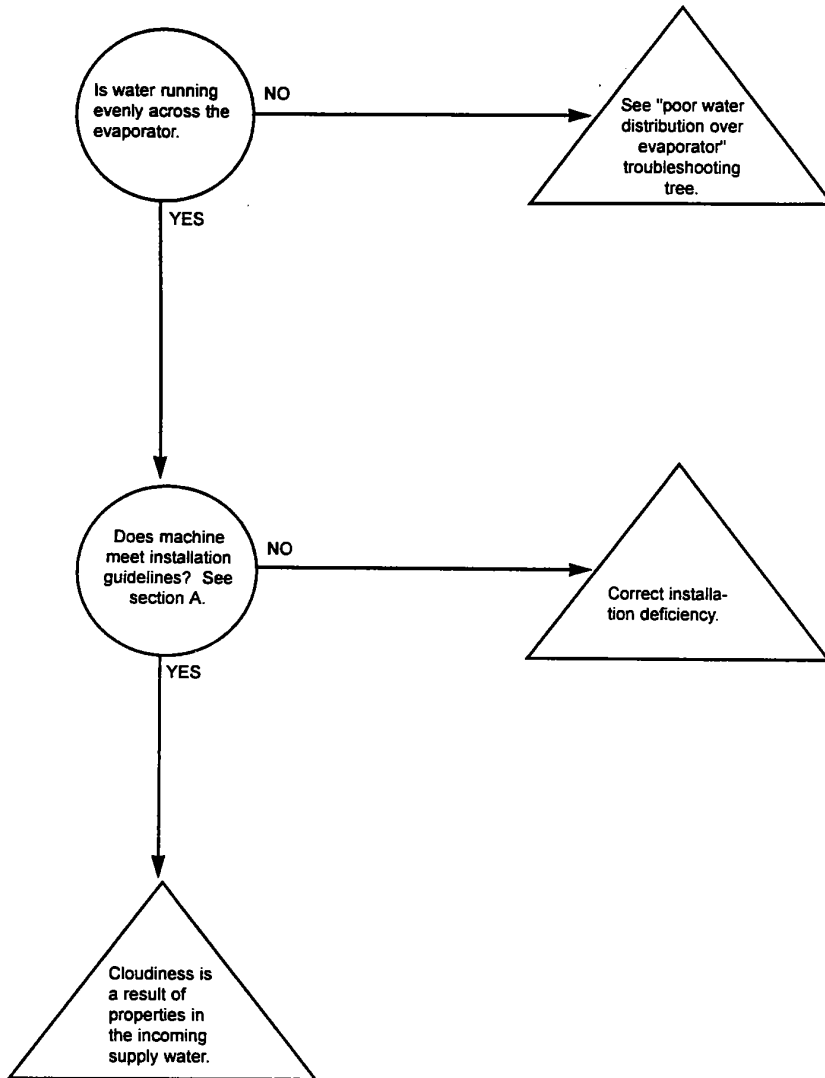 Is water running
evenly across the
evaporator.
NO
See "poor water
distribution over
evaporator"
troubleshooting
tree.
YES
Does machine
meet installation
guidelines? See
section A.
NO
Correct installa-
tion deficiency.
YES
Cloudiness is
a result of
properties in
the incoming
supply water.